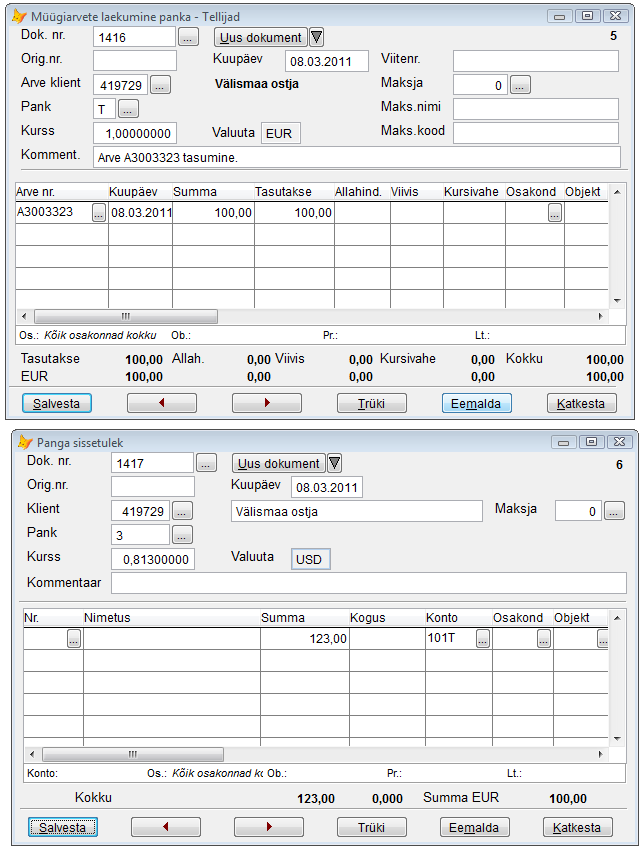 Müügiarvete laekumine panka - Tellijad
Dok. nr. 1416 ... Uus dokument 5
Orig.nr. Kuupäev 08.03.2011 Viitenr.
Arve klient 419729 ... Välismaa ostja Maksja 0 ...
Pank T ... Maks.nimi
Kurss 1,00000000 Valuuta EUR Maks.kood
Komment. Arve A3003323 tasumine.
Arve nr. Kuupäev Summa Tasutakse Allahind. Viivis Kursivahe Osakond Objekt
A3003323 ... 08.03.2011 100,00 100,00 ...
Os.: Kõik osakonnad kokku Ob.: Pr.: Lt.:
Tasutakse 100,00 Allah. 0,00 Viivis 0,00 Kursivahe 0,00 Kokku 100,00
EUR 100,00 0,00 0,00 0,00 100,00
Salvesta Trüki Eemalda Katkesta
Panga sissetulek
Dok. nr. 1417 ... Uus dokument 6
Orig.nr. Kuupäev 08.03.2011
Klient 419729 ... Välismaa ostja Maksja 0 ...
Pank 3 ...
Kurss 0,81300000 Valuuta USD
Kommentaar
Nr. Nimetus Summa Kogus Konto Osakond Objekt
... 123,00 101T ... ... ...
Konto: Os.: Kõik osakonnad kc Ob.: Pr.: Lt.:
Kokku 123,00 0,000 Summa EUR 100,00
Salvesta Trüki Eemalda Katkesta